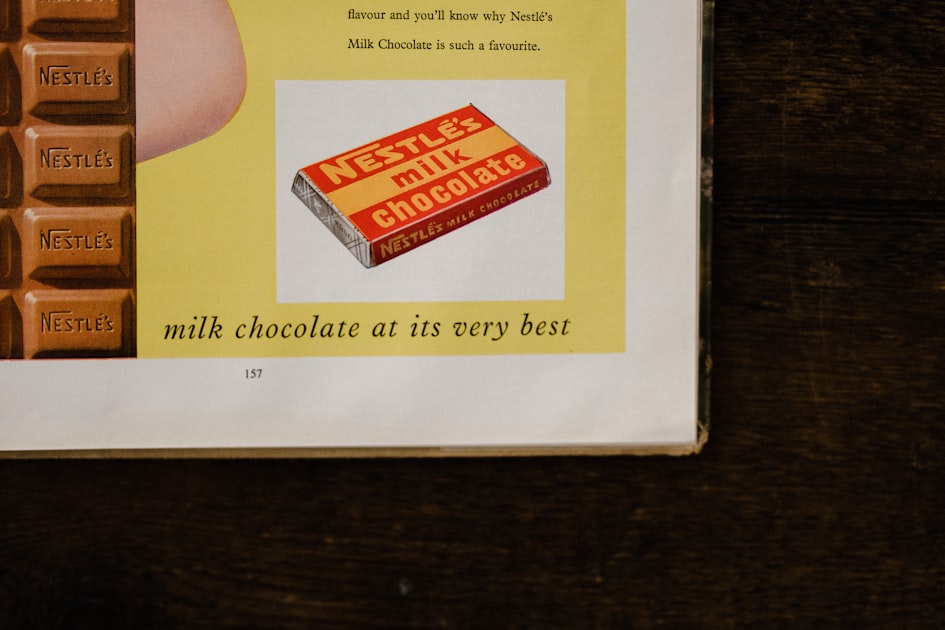 flavour and you'll know why Nestlé's
Milk Chocolate is such a favourite.
NESTLÉ'S
NESTLÉ'S
NESTLÉ'S
NESTLÉ'S
NESTLÉ'S
milk
chocolate
NESTLÉ'S MILK CHOCOLATE
milk chocolate at its very best
157